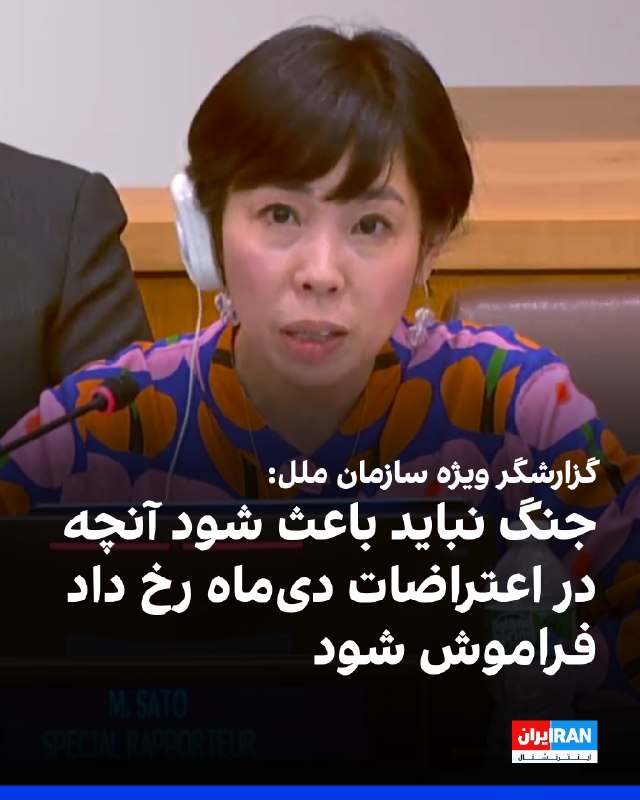 گزارشگر ویژه سازمان ملل:
جنگ نباید باعث شود آنچه
در اعتراضات دی‌ماه رخ داد
فراموش شود
M. SATO
SPECIAL RAPPORTEUR
ایران IRAN
اینترنشنال